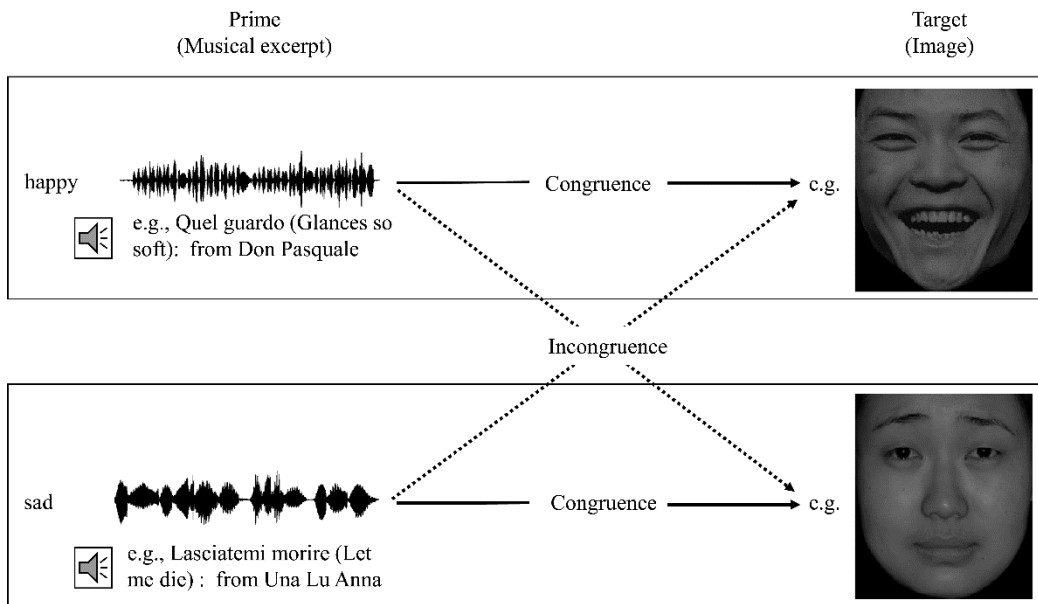 Prime
(Musical excerpt)
Target
(Image)
happy
Congruence
e.g.
e.g., Quel guardo (Glances so
soft):  from Don Pasquale
Incongruence
sad
Congruence
e.g.
e.g., Lasciatemi morire (Let
me die) :  from Una Lu Anna